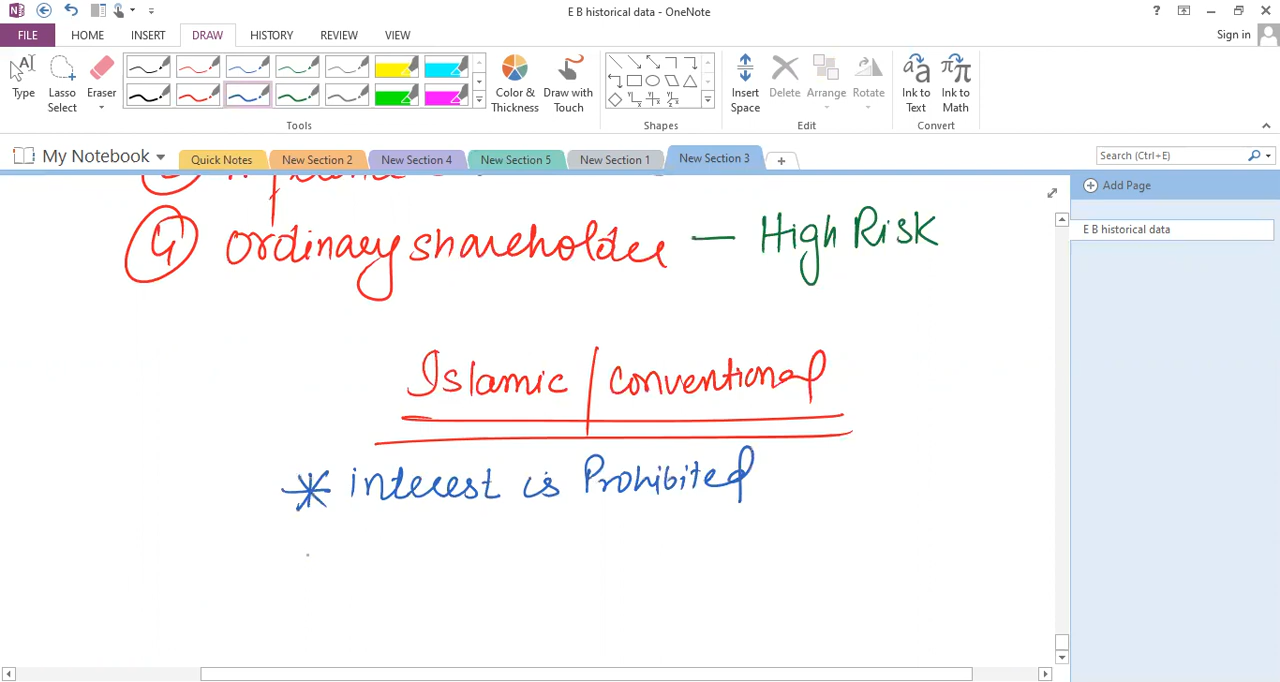 E B historical data - OneNote
Sign in
FILE HOME INSERT DRAW HISTORY REVIEW VIEW
Type Lasso Select Eraser Color & Thickness Draw with Touch Insert Space Delete Arrange Rotate Ink to Text Ink to Math
Tools Shapes Edit Convert
My Notebook Quick Notes New Section 2 New Section 4 New Section 5 New Section 1 New Section 3 Search (Ctrl+E)
Add Page
E B historical data
4 ordinary shareholder — High Risk
Islamic / conventional
* interest is Prohibited